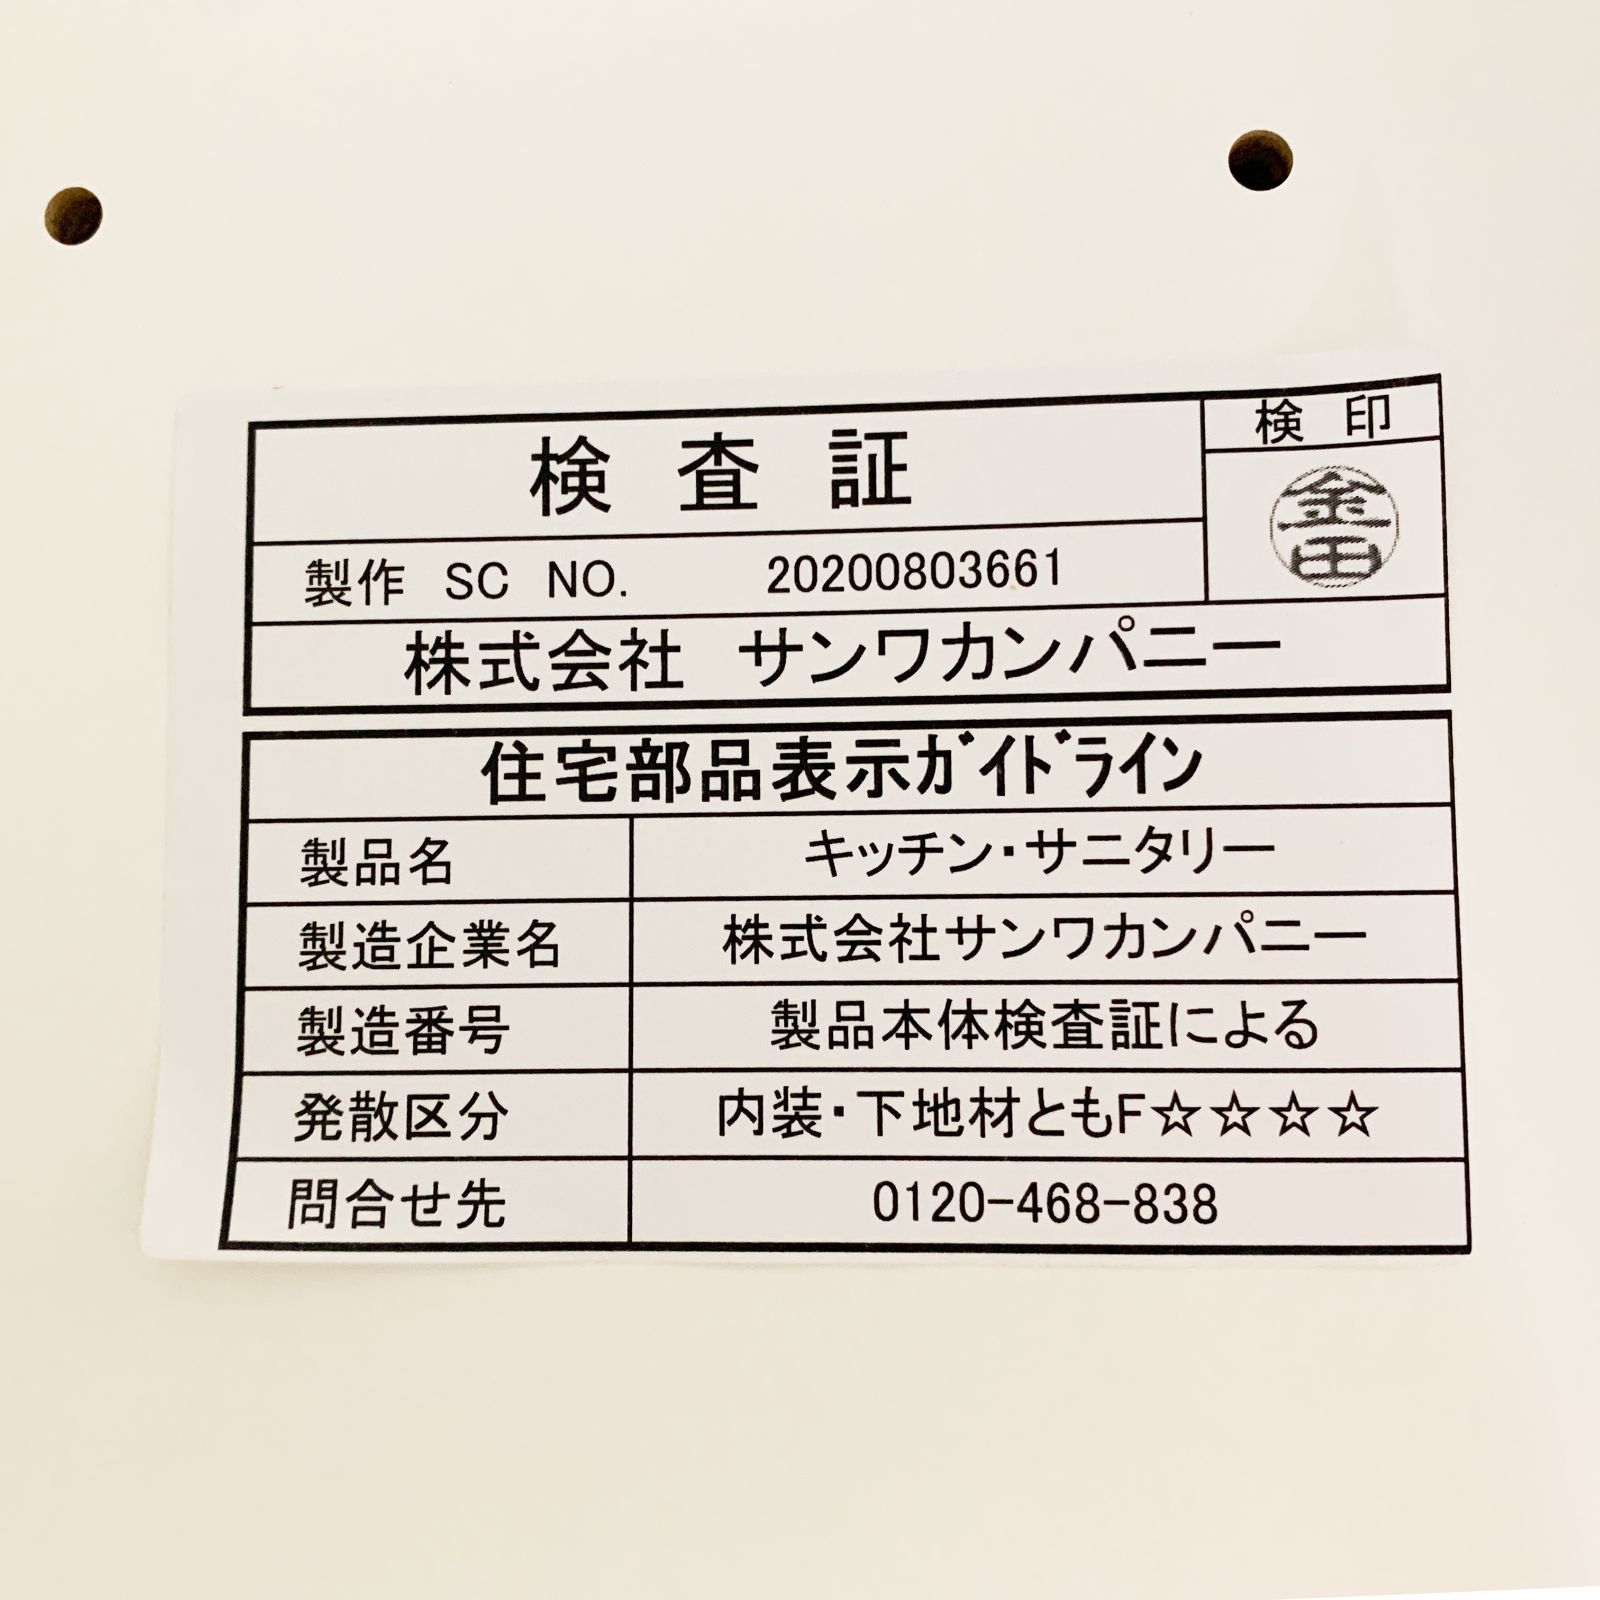 検査証
検印
金田
製作 SC NO. 20200803661
株式会社 サンワカンパニー
住宅部品表示ｶﾞｲﾄﾞﾗｲﾝ
製品名 キッチン・サニタリー
製造企業名 株式会社サンワカンパニー
製造番号 製品本体検査証による
発散区分 内装・下地材ともF☆☆☆☆
問合せ先 0120-468-838